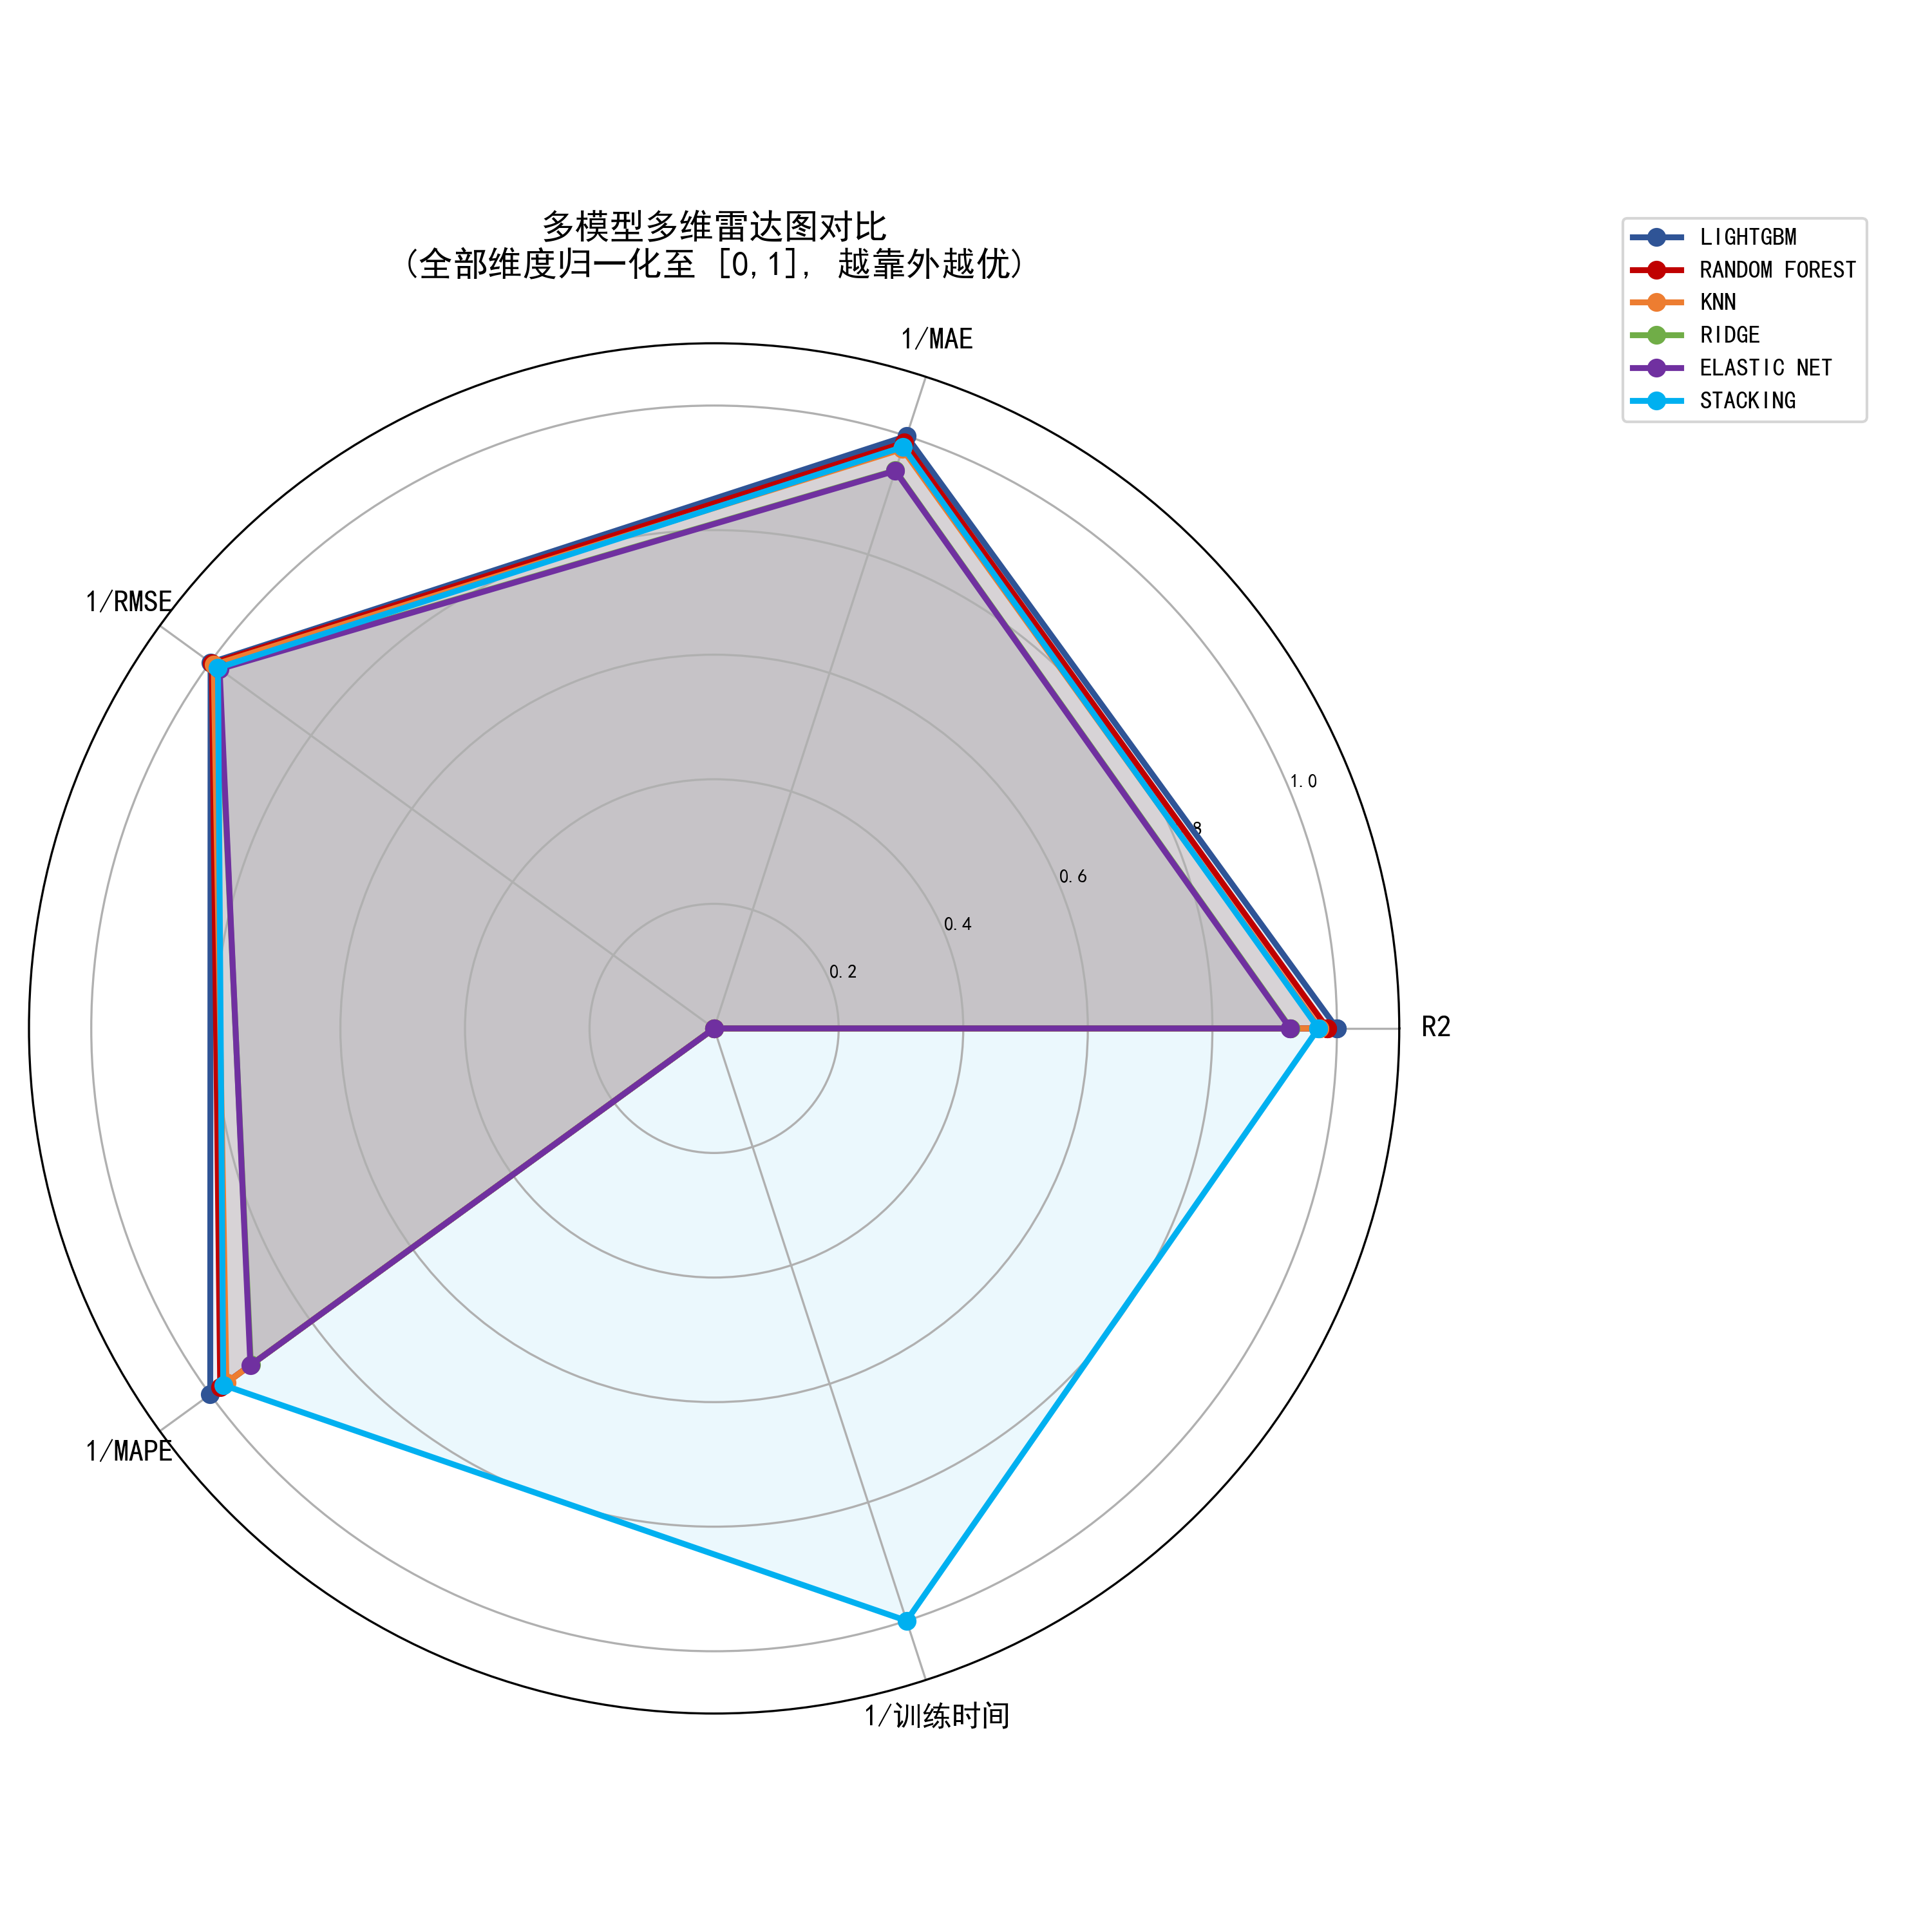 多模型多维雷达图对比
(全部维度归一化至 [0,1], 越靠外越优)
LIGHTGBM
RANDOM FOREST
KNN
RIDGE
ELASTIC NET
STACKING
1/MAE
1/RMSE
1.0
8
0.6
0.4
0.2
R2
1/MAPE
1/训练时间